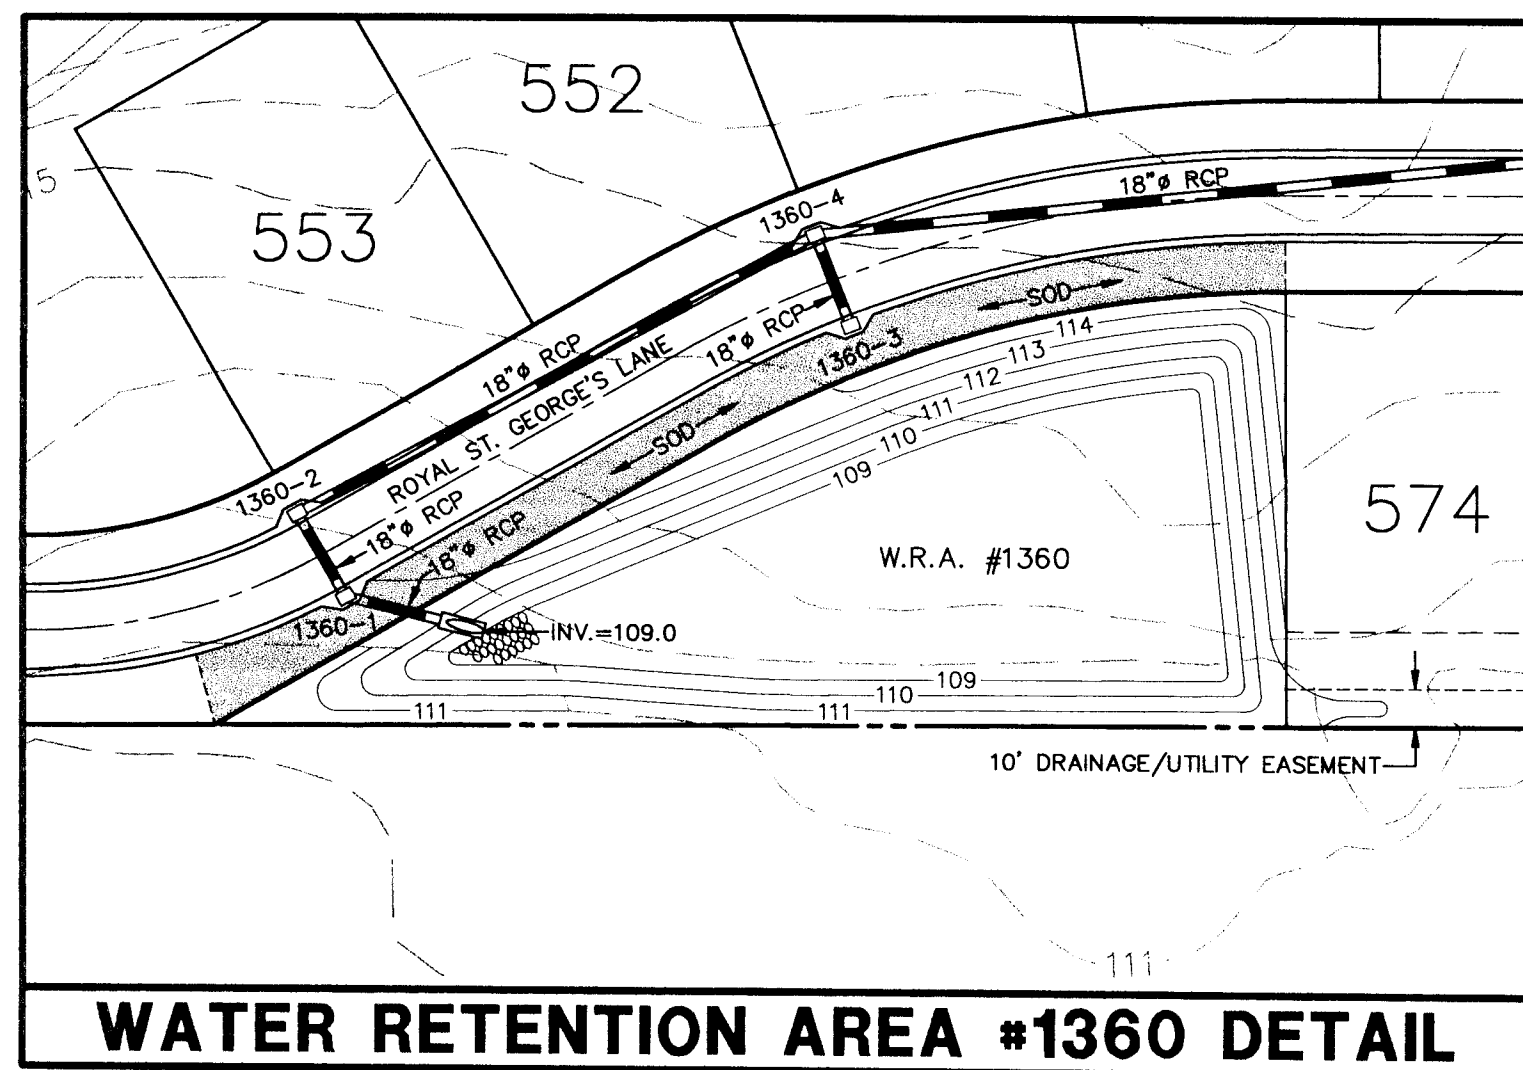 552
15
553
1360-4
18"ø RCP
SOD
18"ø RCP
18"ø RCP
ROYAL ST. GEORGE'S LANE
1360-3
114
113
112
111
110
109
SOD
1360-2
18"ø RCP
18"ø RCP
574
W.R.A. #1360
1360-1
INV.=109.0
109
110
111
111
10' DRAINAGE/UTILITY EASEMENT
111
WATER RETENTION AREA #1360 DETAIL